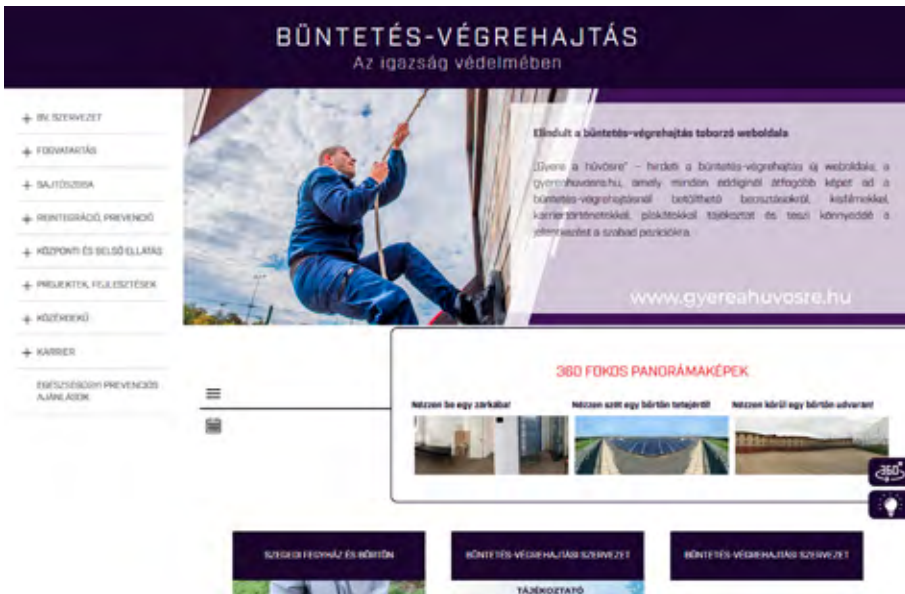 BÜNTETÉS-VÉGREHAJTÁS
Az igazság védelmében
BV. SZERVEZET
FOGVATARTÁS
SAJTÓSZOBA
REINTEGRÁCIÓ, PREVENCIÓ
KÖZPONTI ÉS BELSŐ ELLÁTÁS
PROJEKTEK, FEJLESZTÉSEK
KÖZÉRDEKŰ
KARRIER
EGÉSZSÉGÜGYI PREVENCIÓS
AJÁNLÁSOK
Elindult a büntetés-végrehajtás toborzó weboldala
„Gyere a hűvösre" – hirdeti a büntetés-végrehajtás új weboldala, a
gyereahuvosre.hu, amely minden eddiginél átfogóbb képet ad a
büntetés-végrehajtásnál betölthető beosztásokról, kisfilmekkel,
karriertörténetekkel, plakátokkal tájékoztat és teszi könnyeddé a
jelentkezést a szabad pozíciókra.
www.gyereahuvosre.hu
360 FOKOS PANORÁMAKÉPEK
Nézzen be egy zárkába!
Nézzen szét egy börtön tetejéről!
Nézzen körül egy börtön udvarán!
360°
SZEGEDI FEGYHÁZ ÉS BÖRTÖN
BÜNTETÉS-VÉGREHAJTÁSI SZERVEZET
BÜNTETÉS-VÉGREHAJTÁSI SZERVEZET
TÁJÉKOZTATÓ